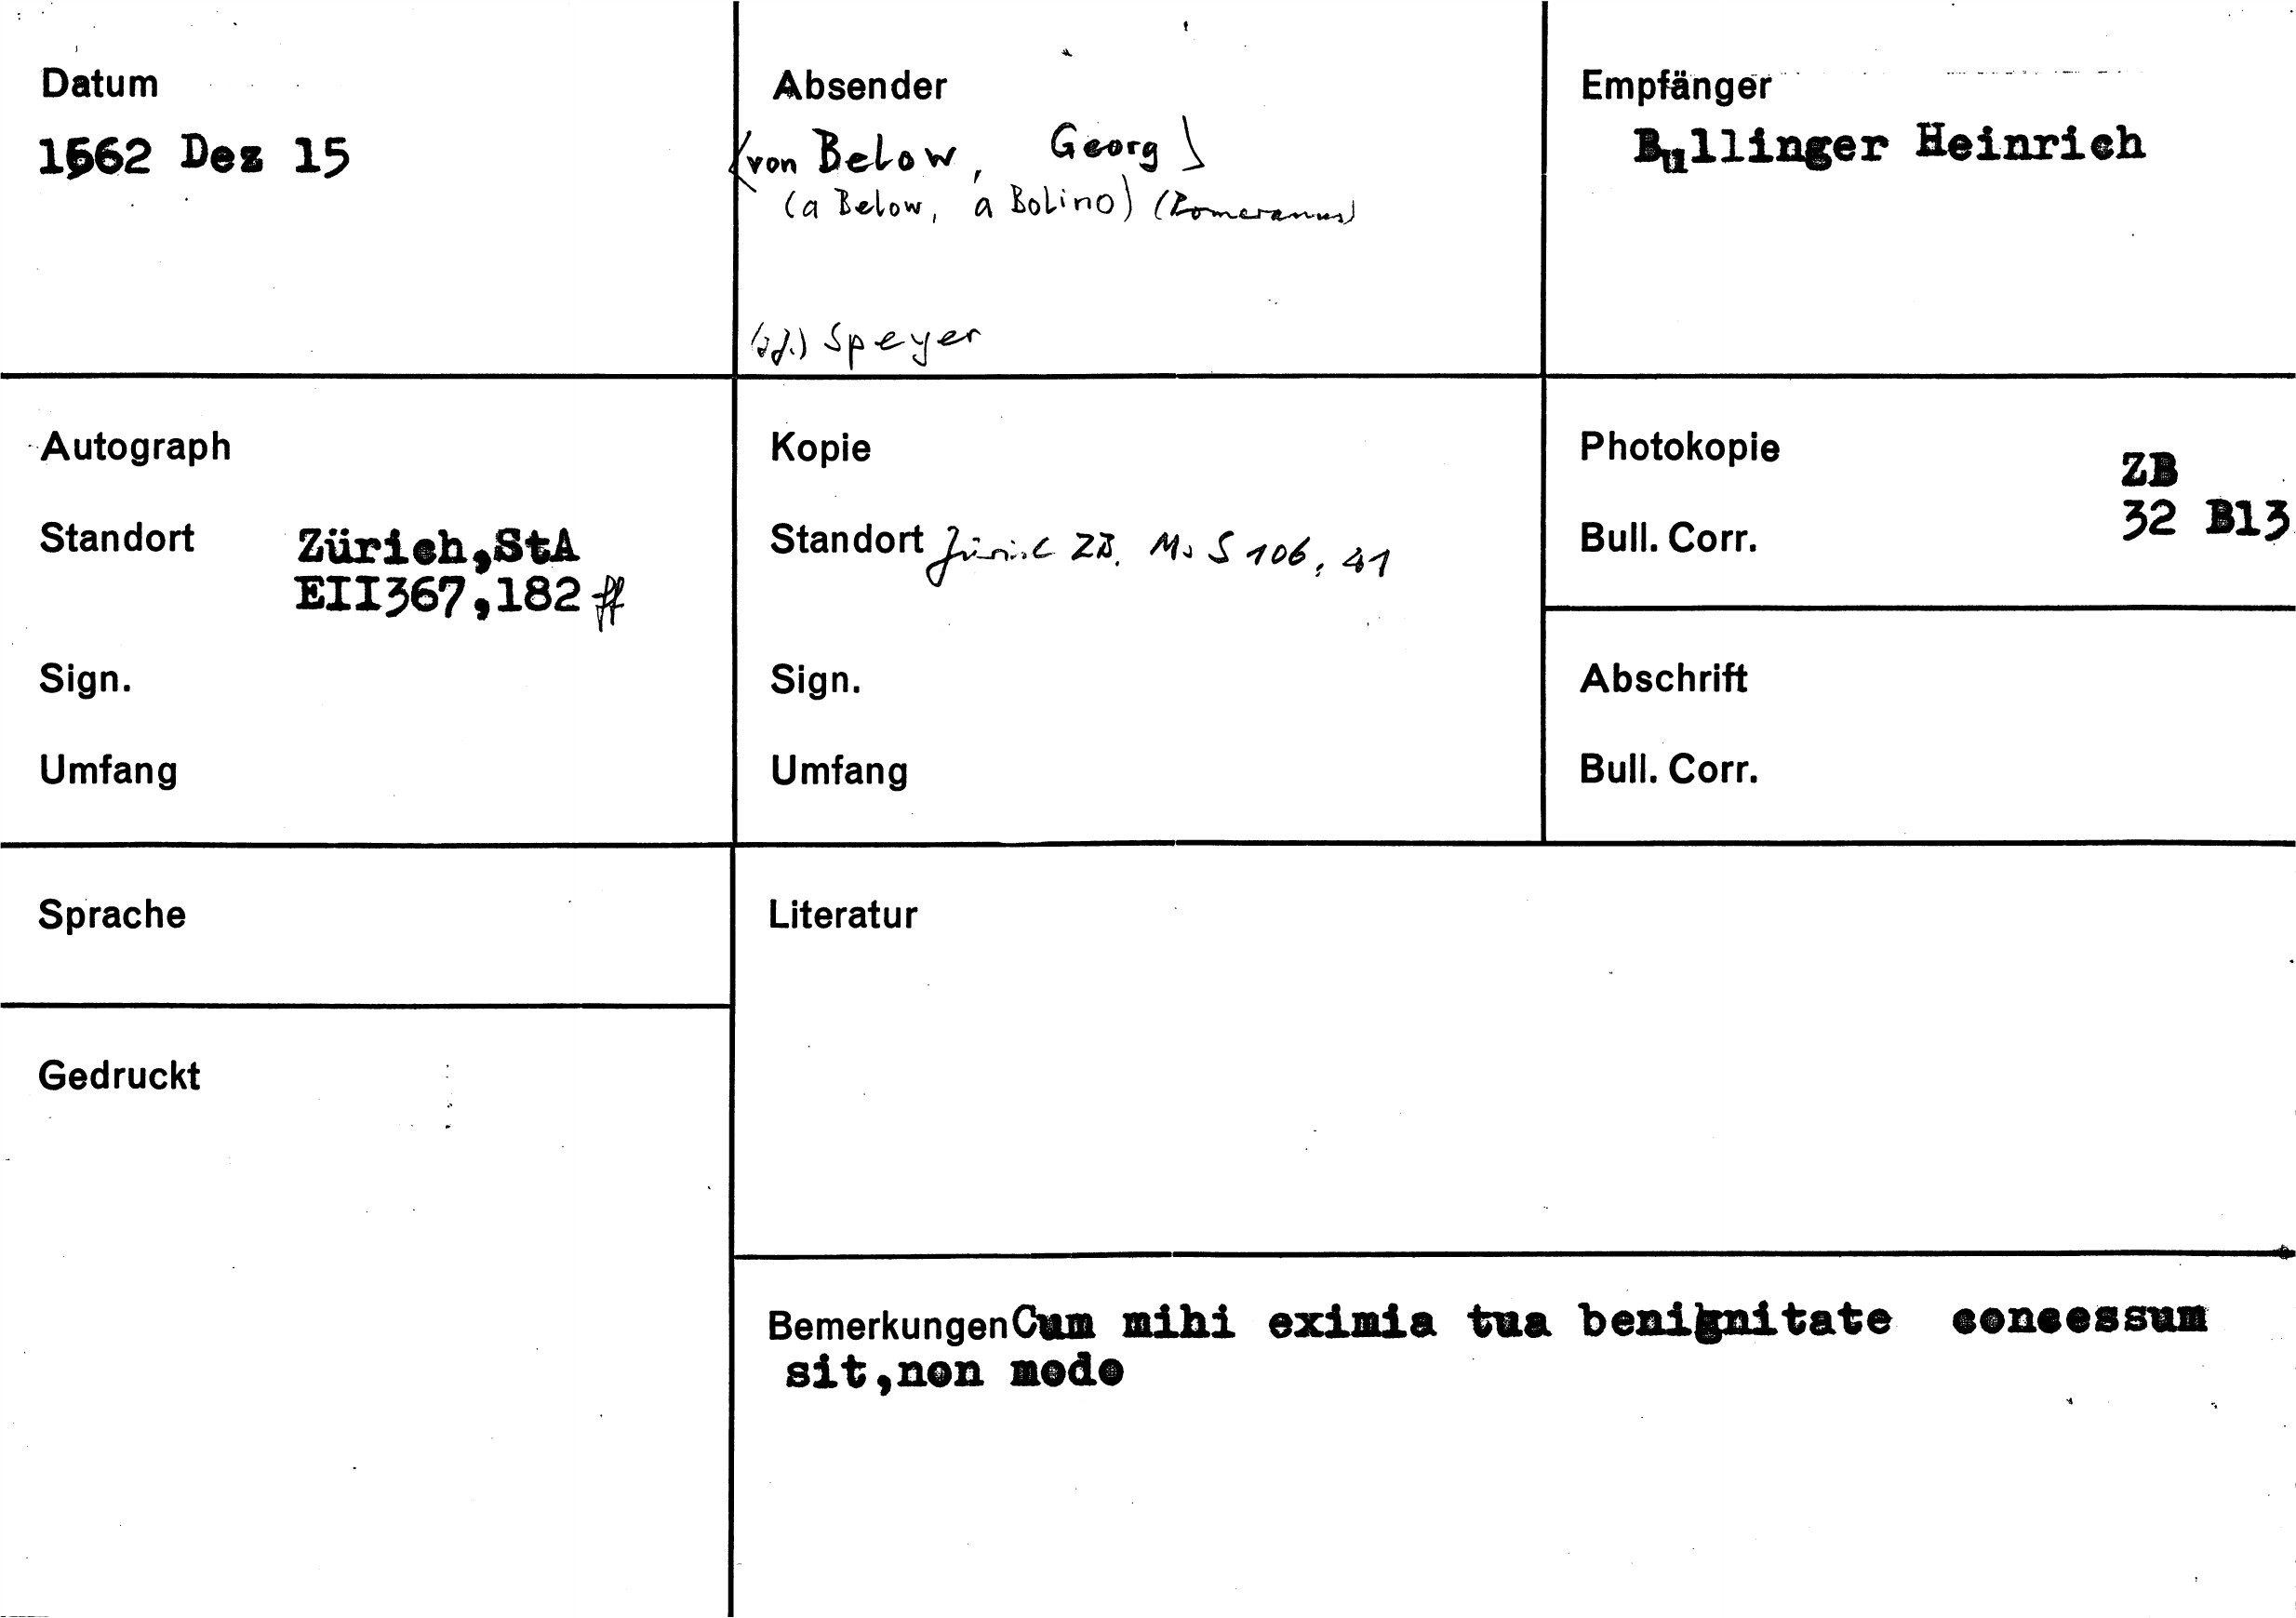 Datum
1562 Dez 15
Absender
(von Below, Georg)
(a Below, a Bolino) (Pomeranus)
Speyer
Empfänger
Bullinger Heinrich
Autograph
Standort Zürich,StA
EII367,182 ff
Sign.
Umfang
Kopie
Standort Zürich ZB, Ms S 106, 41
Sign.
Umfang
Photokopie
ZB
Bull. Corr. 32 B13
Abschrift
Bull. Corr.
Sprache
Gedruckt
Literatur
Bemerkungen Cum mihi eximia tua benignitate concessum
sit,non modo